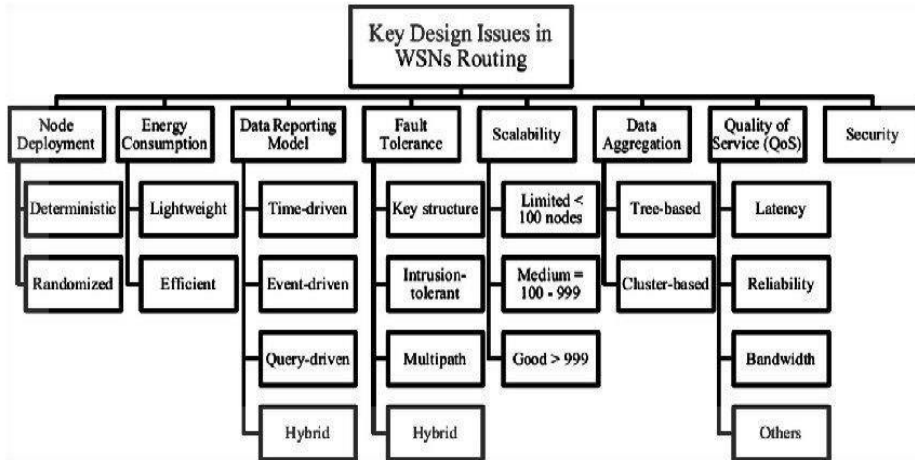 Key Design Issues in
WSNs Routing
Node
Deployment
Energy
Consumption
Data Reporting
Model
Fault
Tolerance
Scalability
Data
Aggregation
Quality of
Service (QoS)
Security
Deterministic
Randomized
Lightweight
Efficient
Time-driven
Event-driven
Query-driven
Hybrid
Key structure
Intrusion-
tolerant
Multipath
Hybrid
Limited <
100 nodes
Medium =
100 - 999
Good > 999
Tree-based
Cluster-based
Latency
Reliability
Bandwidth
Others